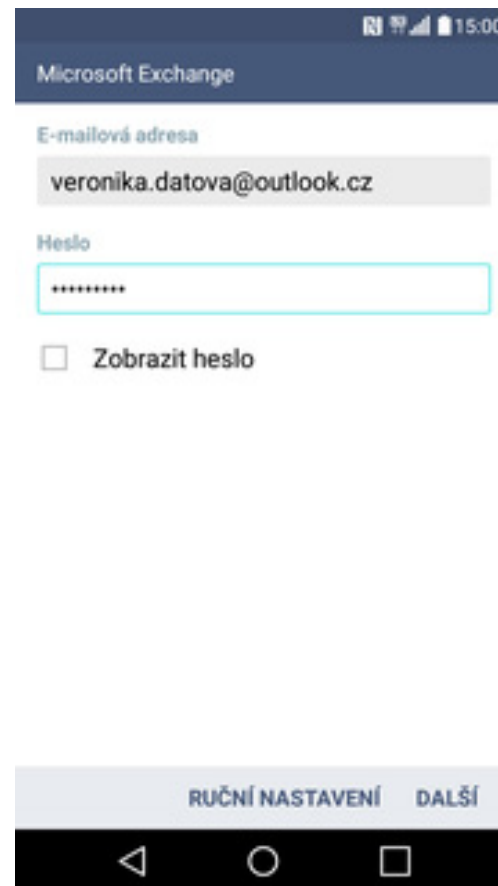 15:00
Microsoft Exchange
E-mailová adresa
veronika.datova@outlook.cz
Heslo
•••••••••
Zobrazit heslo
RUČNÍ NASTAVENÍ DALŠÍ